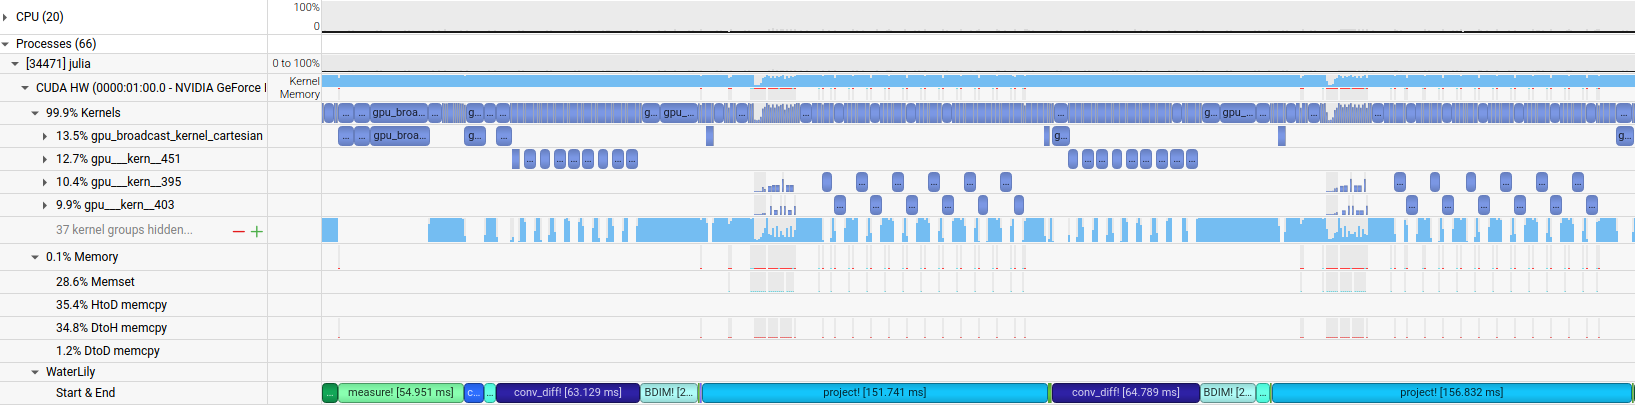 CPU (20)
100%
0
Processes (66)
[34471] julia
0 to 100%
CUDA HW (0000:01:00.0 - NVIDIA GeForce
Kernel
Memory
99.9% Kernels
... ... gpu_broa... ... g... ... ... g... gpu_... ... ... ... ... g... gpu_... ... ... ... ...
13.5% gpu_broadcast_kernel_cartesian
... ... gpu_broa... g... ... g... g...
12.7% gpu___kern__451
... ... ... ... ... ... ... ... ... ... ... ... ... ...
10.4% gpu___kern__395
... ... ... ... ... ... ... ... ...
9.9% gpu___kern__403
... ... ... ... ... ... ... ... ... ...
37 kernel groups hidden... — +
0.1% Memory
28.6% Memset
35.4% HtoD memcpy
34.8% DtoH memcpy
1.2% DtoD memcpy
WaterLily
Start & End
... measure! [54.951 ms] c... ... conv_diff! [63.129 ms] BDIM! [2... project! [151.741 ms] conv_diff! [64.789 ms] BDIM! [2... ... project! [156.832 ms]